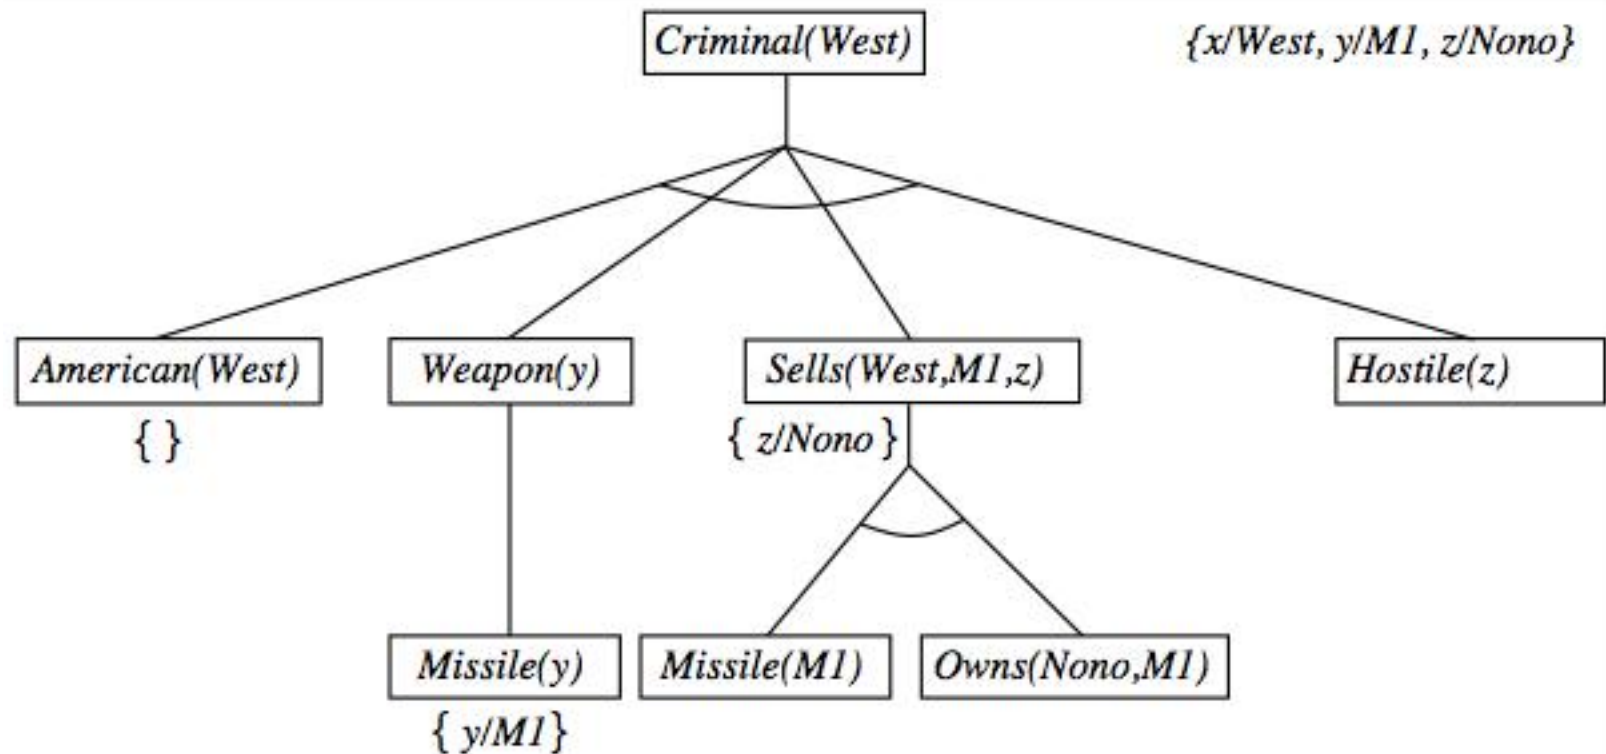 Criminal(West)
{x/West, y/M1, z/Nono}
American(West)
Weapon(y)
Sells(West,M1,z)
Hostile(z)
{ }
{ z/Nono }
Missile(y)
Missile(M1)
Owns(Nono,M1)
{ y/M1}